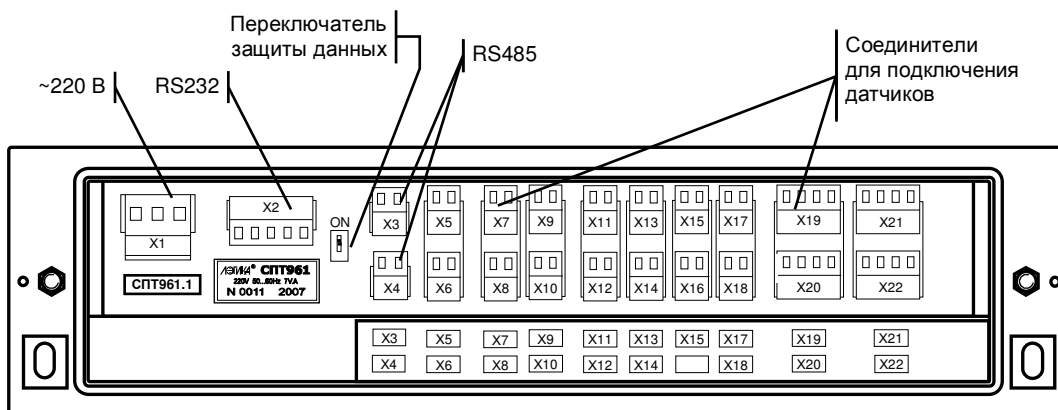 Переключатель
защиты данных
RS485
Соединители
для подключения
датчиков
~220 В
RS232
X1
X2
ON
X3 X5 X7 X9 X11 X13 X15 X17 X19 X21
X4 X6 X8 X10 X12 X14 X16 X18 X20 X22
СПТ961.1
ЛОГИКА® СПТ961
220V 50...60Hz 7VA
N 0011 2007
X3 X5 X7 X9 X11 X13 X15 X17 X19 X21
X4 X6 X8 X10 X12 X14 X18 X20 X22